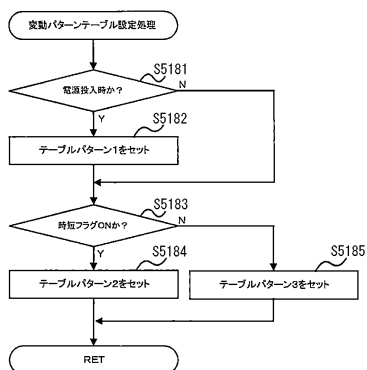 変動パターンテーブル設定処理
S5181
電源投入時か?
N
Y
S5182
テーブルパターン1をセット
S5183
時短フラグONか?
N
Y
S5184
テーブルパターン2をセット
S5185
テーブルパターン3をセット
RET